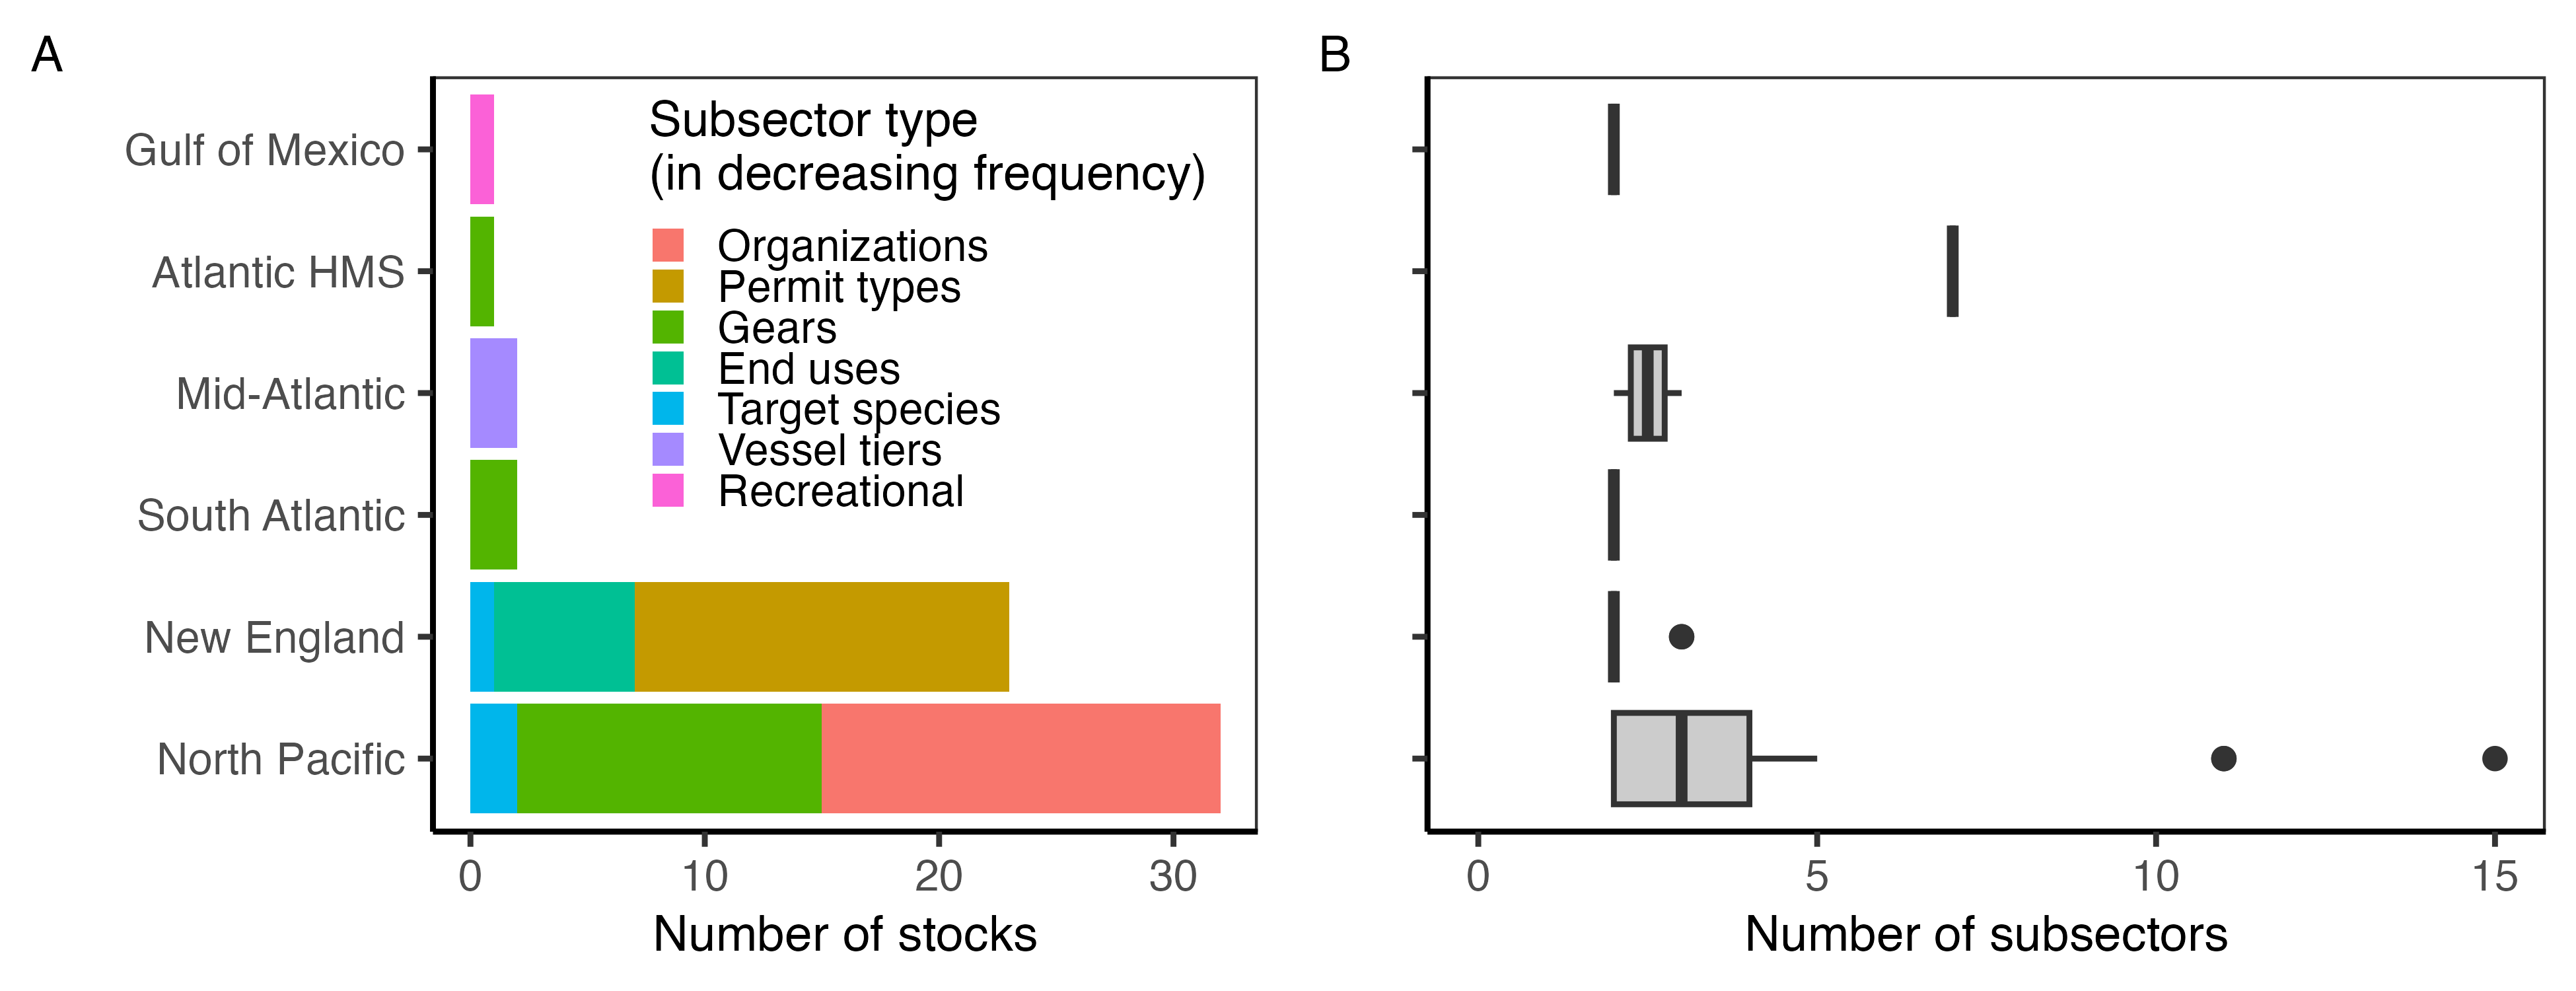 A
B
Subsector type
(in decreasing frequency)
Organizations
Permit types
Gears
End uses
Target species
Vessel tiers
Recreational
Gulf of Mexico
Atlantic HMS
Mid-Atlantic
South Atlantic
New England
North Pacific
0 10 20 30
Number of stocks
0 5 10 15
Number of subsectors